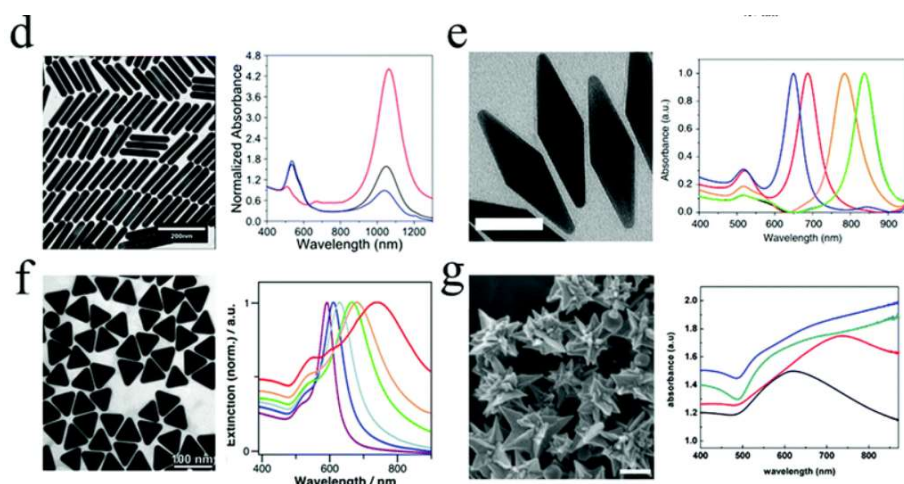 d
200nm
Normalized Absorbance
4.8
4.2
3.6
3.0
2.4
1.8
1.2
0.6
0.0
400 600 800 1000 1200
Wavelength (nm)
e
Absorbance (a.u.)
1.0
0.8
0.6
0.4
0.2
0.0
400 500 600 700 800 900
Wavelength (nm)
f
100 nm
Extinction (norm.) / a.u.
1
0
400 600 800
Wavelength / nm
g
absorbance (a.u)
2.0
1.8
1.6
1.4
1.2
1.0
400 500 600 700 800
wavelength (nm)